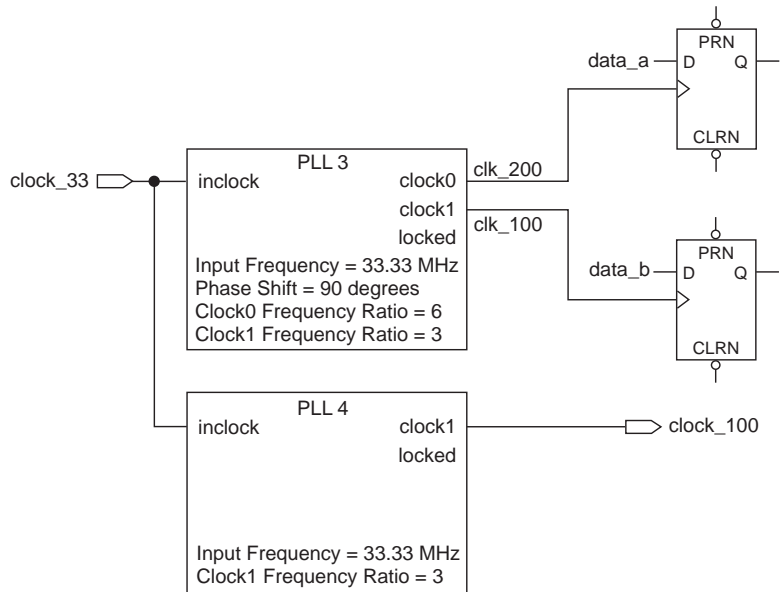 PRN
data_a
D
Q
CLRN
PLL 3
clock_33
inclock
clock0
clk_200
clock1
clk_100
locked
Input Frequency = 33.33 MHz
Phase Shift = 90 degrees
Clock0 Frequency Ratio = 6
Clock1 Frequency Ratio = 3
PRN
data_b
D
Q
CLRN
PLL 4
inclock
clock1
clock_100
locked
Input Frequency = 33.33 MHz
Clock1 Frequency Ratio = 3